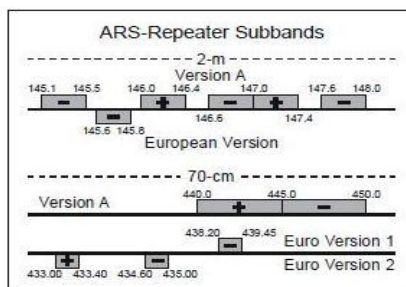 ARS-Repeater Subbands
2-m
Version A
145.1 145.5 146.0 146.4 147.0 147.6 148.0
- + - + -
-
145.6 145.8 146.6 147.4
European Version
70-cm
440.0 445.0 450.0
Version A + -
438.20 439.45
- Euro Version 1
+ - Euro Version 2
433.00 433.40 434.60 435.00